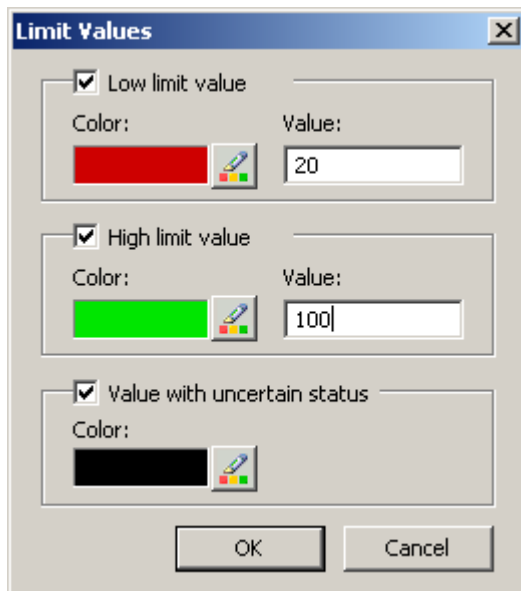 Limit Values
Low limit value
Color: Value:
20
High limit value
Color: Value:
100
Value with uncertain status
Color:
OK Cancel